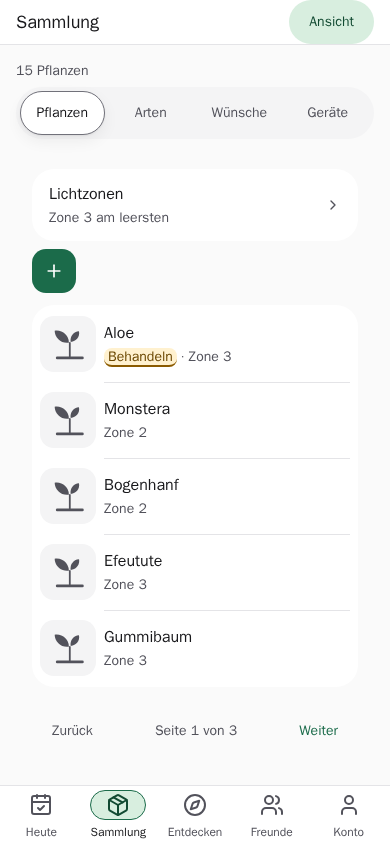 Sammlung
Ansicht
15 Pflanzen
Pflanzen
Arten
Wünsche
Geräte
Lichtzonen
Zone 3 am leersten
Aloe
Behandeln · Zone 3
Monstera
Zone 2
Bogenhanf
Zone 2
Efeutute
Zone 3
Gummibaum
Zone 3
Zurück
Seite 1 von 3
Weiter
Heute
Sammlung
Entdecken
Freunde
Konto